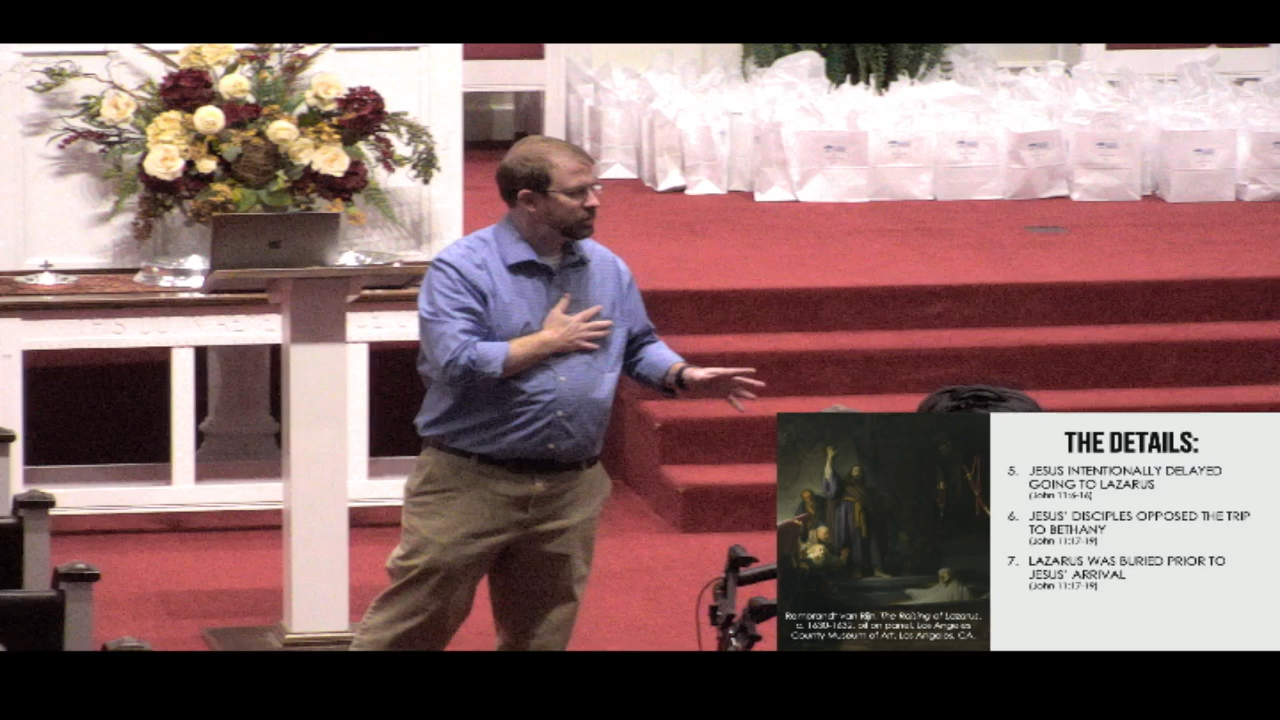 THE DETAILS:
5. JESUS INTENTIONALLY DELAYED
GOING TO LAZARUS
(John 11:6-16)
6. JESUS' DISCIPLES OPPOSED THE TRIP
TO BETHANY
(John 11:17-19)
7. LAZARUS WAS BURIED PRIOR TO
JESUS' ARRIVAL
(John 11:17-19)
Rembrandt van Rijn, The Raising of Lazarus,
c. 1630-1632, oil on panel, Los Angeles
County Museum of Art, Los Angeles, CA.